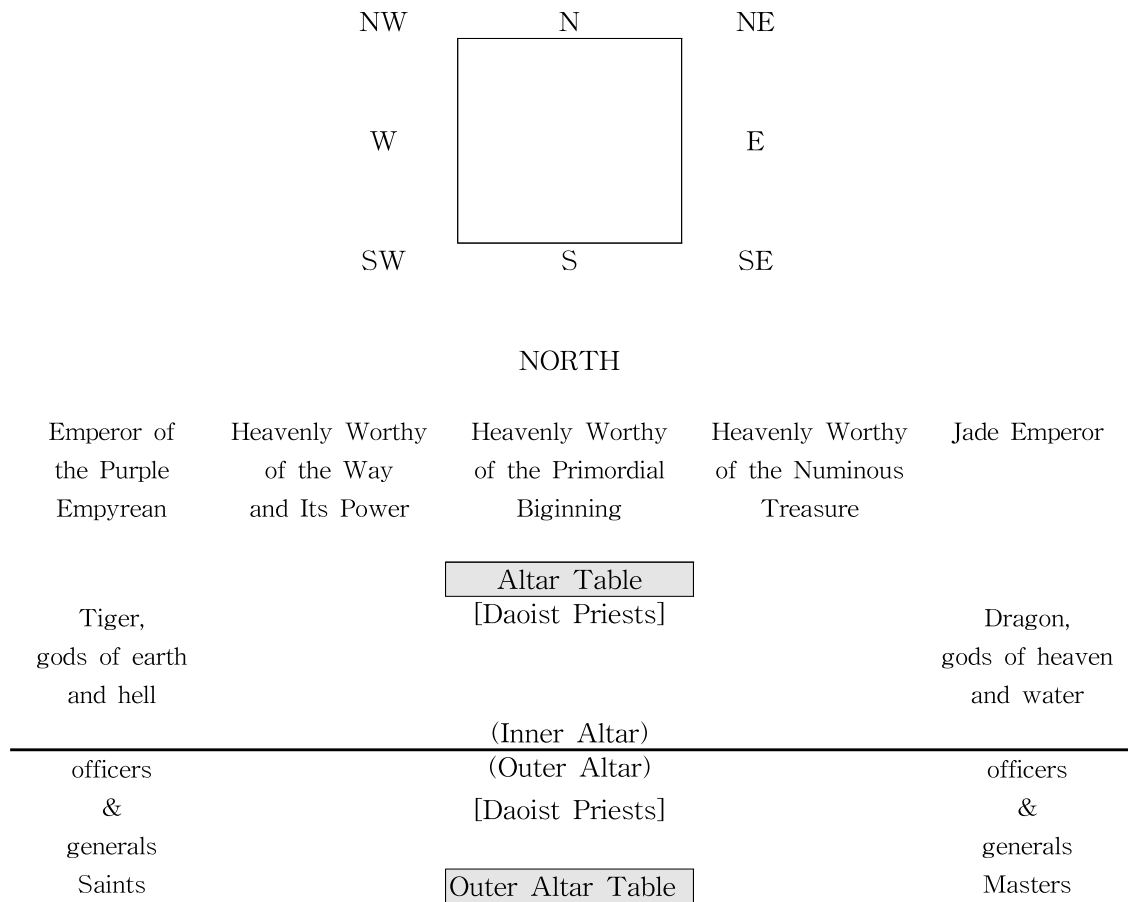 NW N NE
W E
SW S SE
NORTH
Emperor of Heavenly Worthy Heavenly Worthy Heavenly Worthy Jade Emperor
the Purple of the Way of the Primordial of the Numinous
Empyrean and Its Power Biginning Treasure
Altar Table
[Daoist Priests]
Tiger, Dragon,
gods of earth gods of heaven
and hell and water
(Inner Altar)
(Outer Altar)
officers officers
& [Daoist Priests] &
generals generals
Saints Outer Altar Table Masters